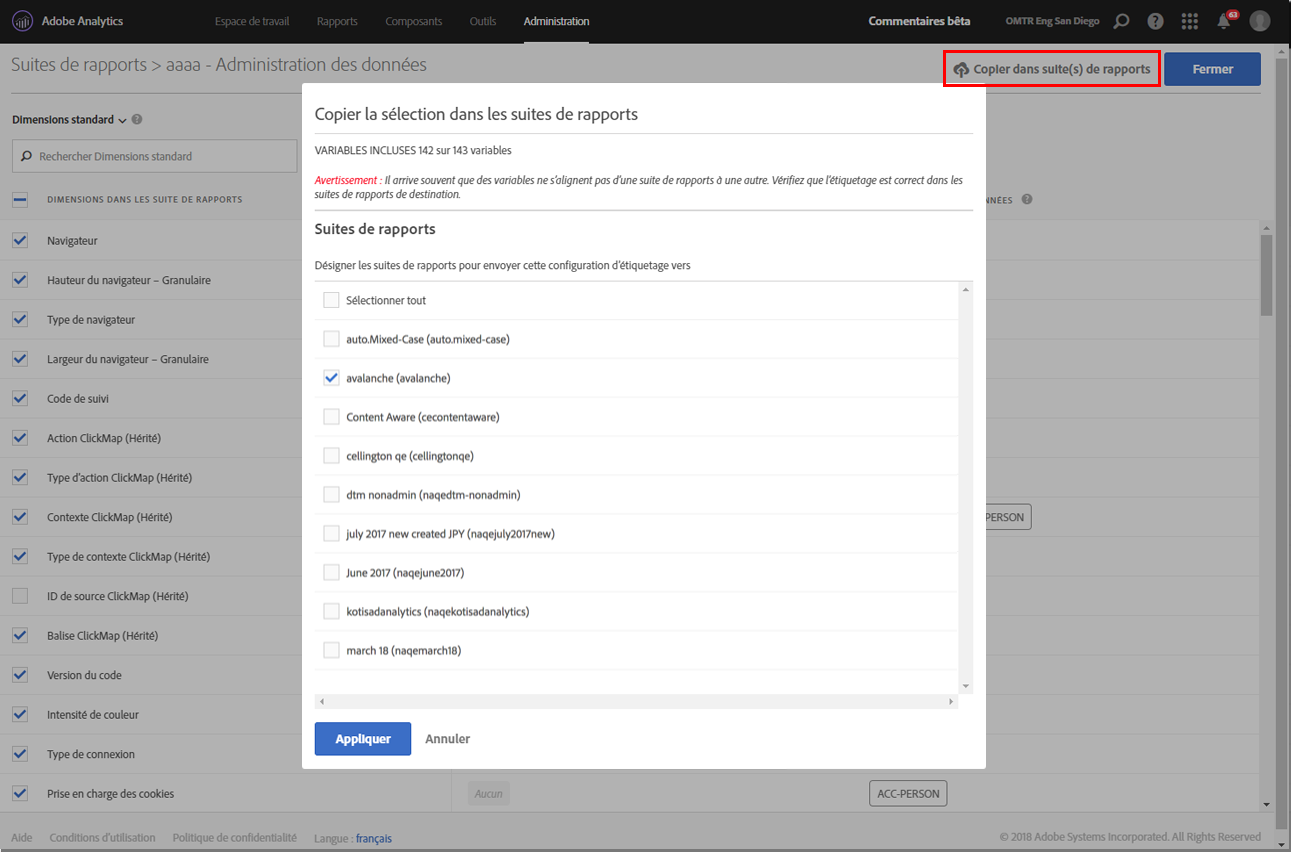 Adobe Analytics
Espace de travail
Rapports
Composants
Outils
Administration
Commentaires bêta
OMTR Eng San Diego
63
Suites de rapports > aaaa - Administration des données
Copier dans suite(s) de rapports
Fermer
Dimensions standard
Rechercher Dimensions standard
DIMENSIONS DANS LES SUITE DE RAPPORTS
NNÉES
Navigateur
Hauteur du navigateur – Granulaire
Type de navigateur
Largeur du navigateur – Granulaire
Code de suivi
Action ClickMap (Hérité)
Type d'action ClickMap (Hérité)
Contexte ClickMap (Hérité)
PERSON
Type de contexte ClickMap (Hérité)
ID de source ClickMap (Hérité)
Balise ClickMap (Hérité)
Version du code
Intensité de couleur
Type de connexion
Prise en charge des cookies
Aucun
ACC-PERSON
Copier la sélection dans les suites de rapports
VARIABLES INCLUSES 142 sur 143 variables
Avertissement : Il arrive souvent que des variables ne s'alignent pas d'une suite de rapports à une autre. Vérifiez que l'étiquetage est correct dans les
suites de rapports de destination.
Suites de rapports
Désigner les suites de rapports pour envoyer cette configuration d'étiquetage vers
Sélectionner tout
auto.Mixed-Case (auto.mixed-case)
avalanche (avalanche)
Content Aware (cecontentaware)
cellington qe (cellingtonqe)
dtm nonadmin (naqedtm-nonadmin)
july 2017 new created JPY (naqejuly2017new)
June 2017 (naqejune2017)
kotisadanalytics (naqekotisadanalytics)
march 18 (naqemarch18)
Appliquer
Annuler
Aide
Conditions d'utilisation
Politique de confidentialité
Langue : français
© 2018 Adobe Systems Incorporated. All Rights Reserved